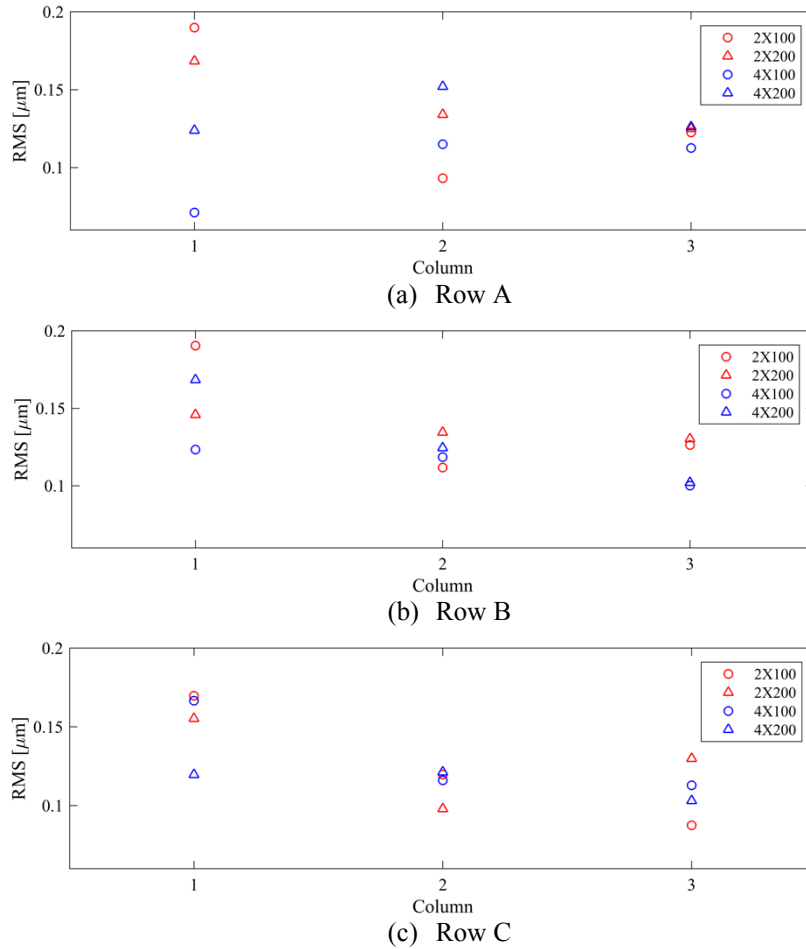 0.2
2X100
2X200
4X100
4X200
0.15
RMS [μm]
0.1
1 2 3
Column
(a) Row A
0.2
2X100
2X200
4X100
4X200
0.15
RMS [μm]
0.1
1 2 3
Column
(b) Row B
0.2
2X100
2X200
4X100
4X200
0.15
RMS [μm]
0.1
1 2 3
Column
(c) Row C